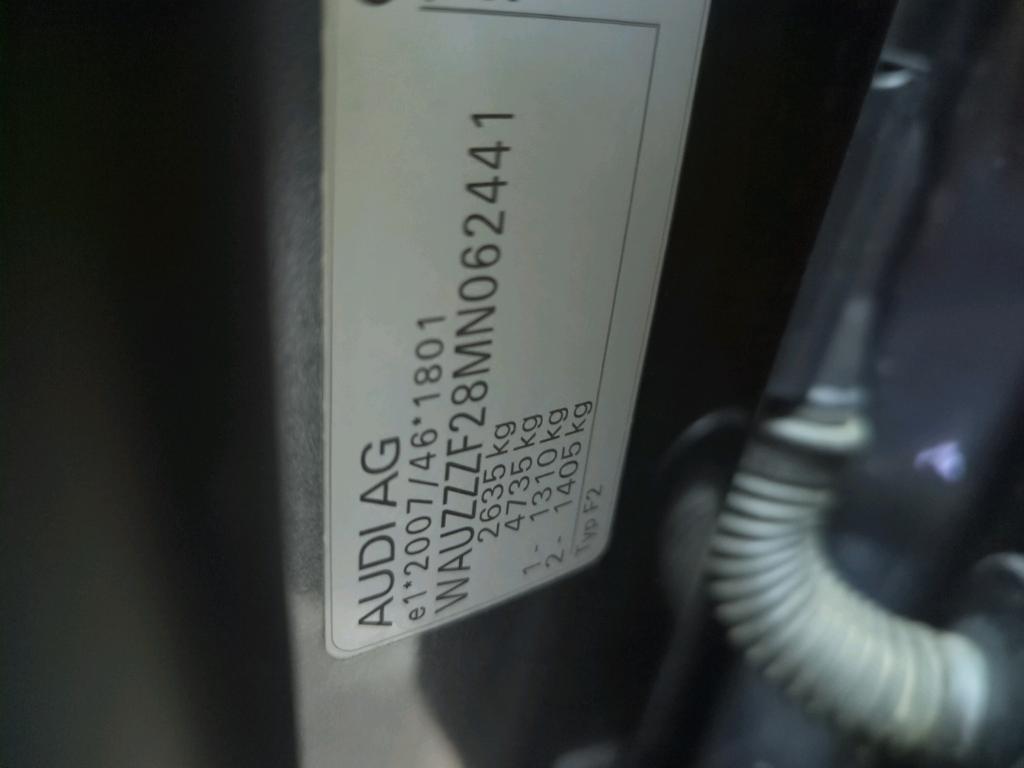 AUDI AG
e1*2007/46*1801
WAUZZZF28MN062441
2635 kg
4735 kg
1- 1310 kg
2- 1405 kg
Typ F2